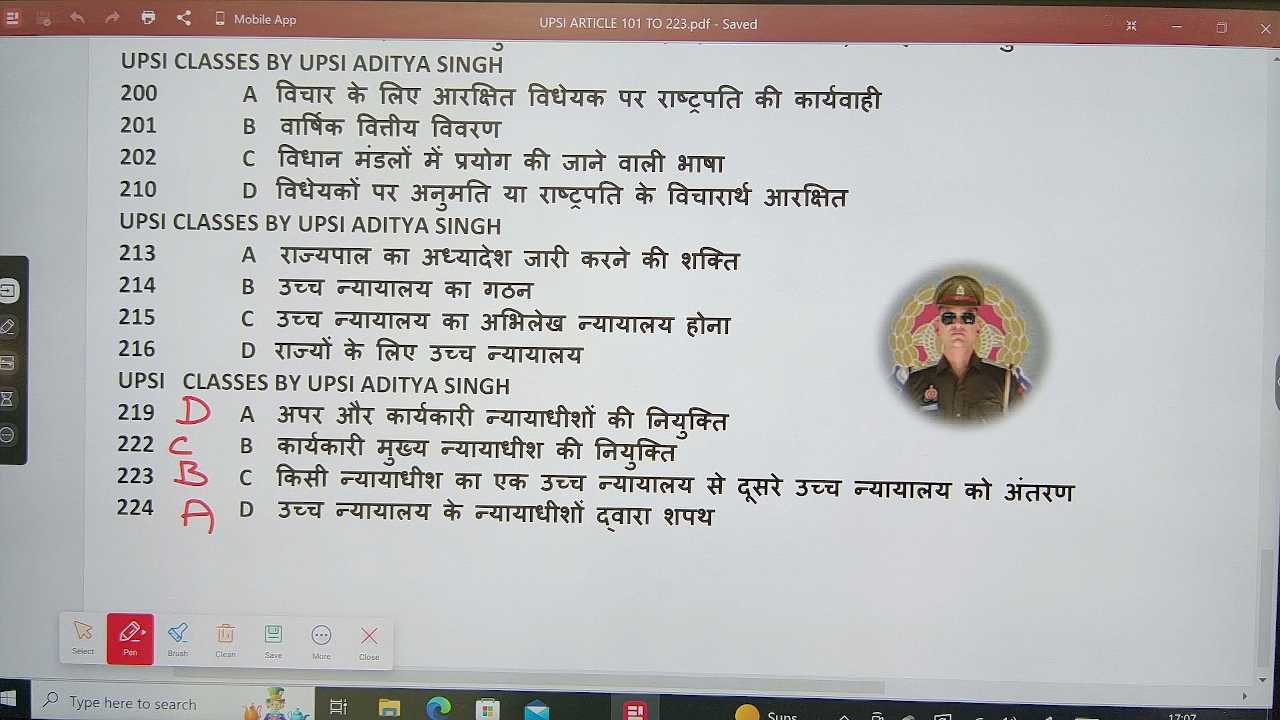 Mobile App
UPSI ARTICLE 101 TO 223.pdf - Saved
UPSI CLASSES BY UPSI ADITYA SINGH
200 A विचार के लिए आरक्षित विधेयक पर राष्ट्रपति की कार्यवाही
201 B वार्षिक वित्तीय विवरण
202 C विधान मंडलों में प्रयोग की जाने वाली भाषा
210 D विधेयकों पर अनुमति या राष्ट्रपति के विचारार्थ आरक्षित
UPSI CLASSES BY UPSI ADITYA SINGH
213 A राज्यपाल का अध्यादेश जारी करने की शक्ति
214 B उच्च न्यायालय का गठन
215 C उच्च न्यायालय का अभिलेख न्यायालय होना
216 D राज्यों के लिए उच्च न्यायालय
UPSI CLASSES BY UPSI ADITYA SINGH
219 D A अपर और कार्यकारी न्यायाधीशों की नियुक्ति
222 C B कार्यकारी मुख्य न्यायाधीश की नियुक्ति
223 B C किसी न्यायाधीश का एक उच्च न्यायालय से दूसरे उच्च न्यायालय को अंतरण
224 A D उच्च न्यायालय के न्यायाधीशों द्वारा शपथ
Select Pen Brush Clean Save More Close
Type here to search
17:07